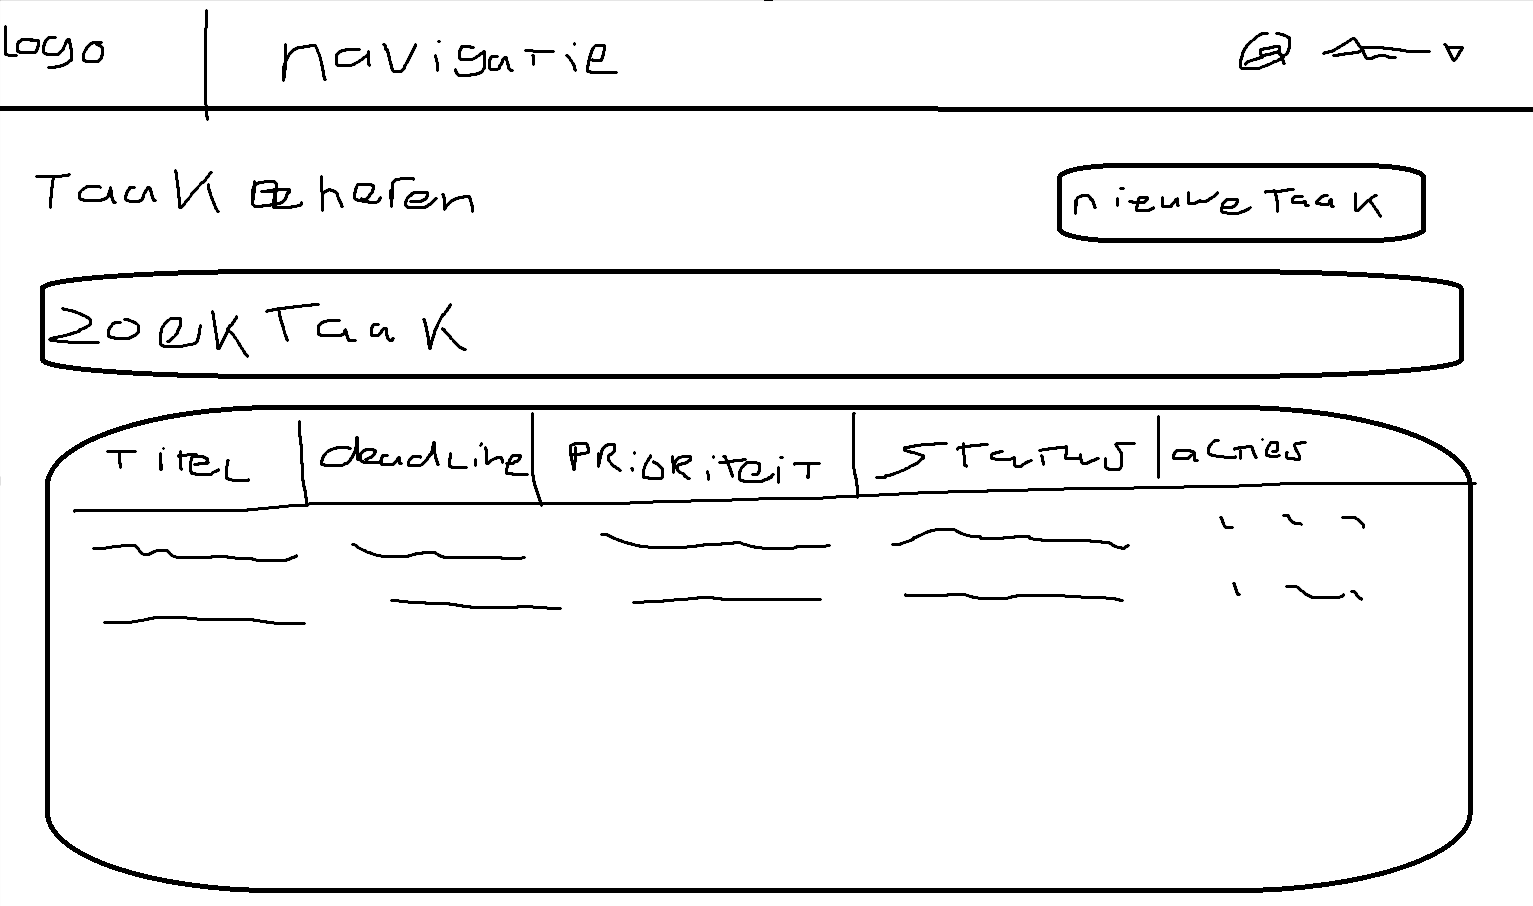 Logo navigatie
Taak beheren nieuwe Taak
zoek Taak
Titel deadline PRiORiteit Status acties